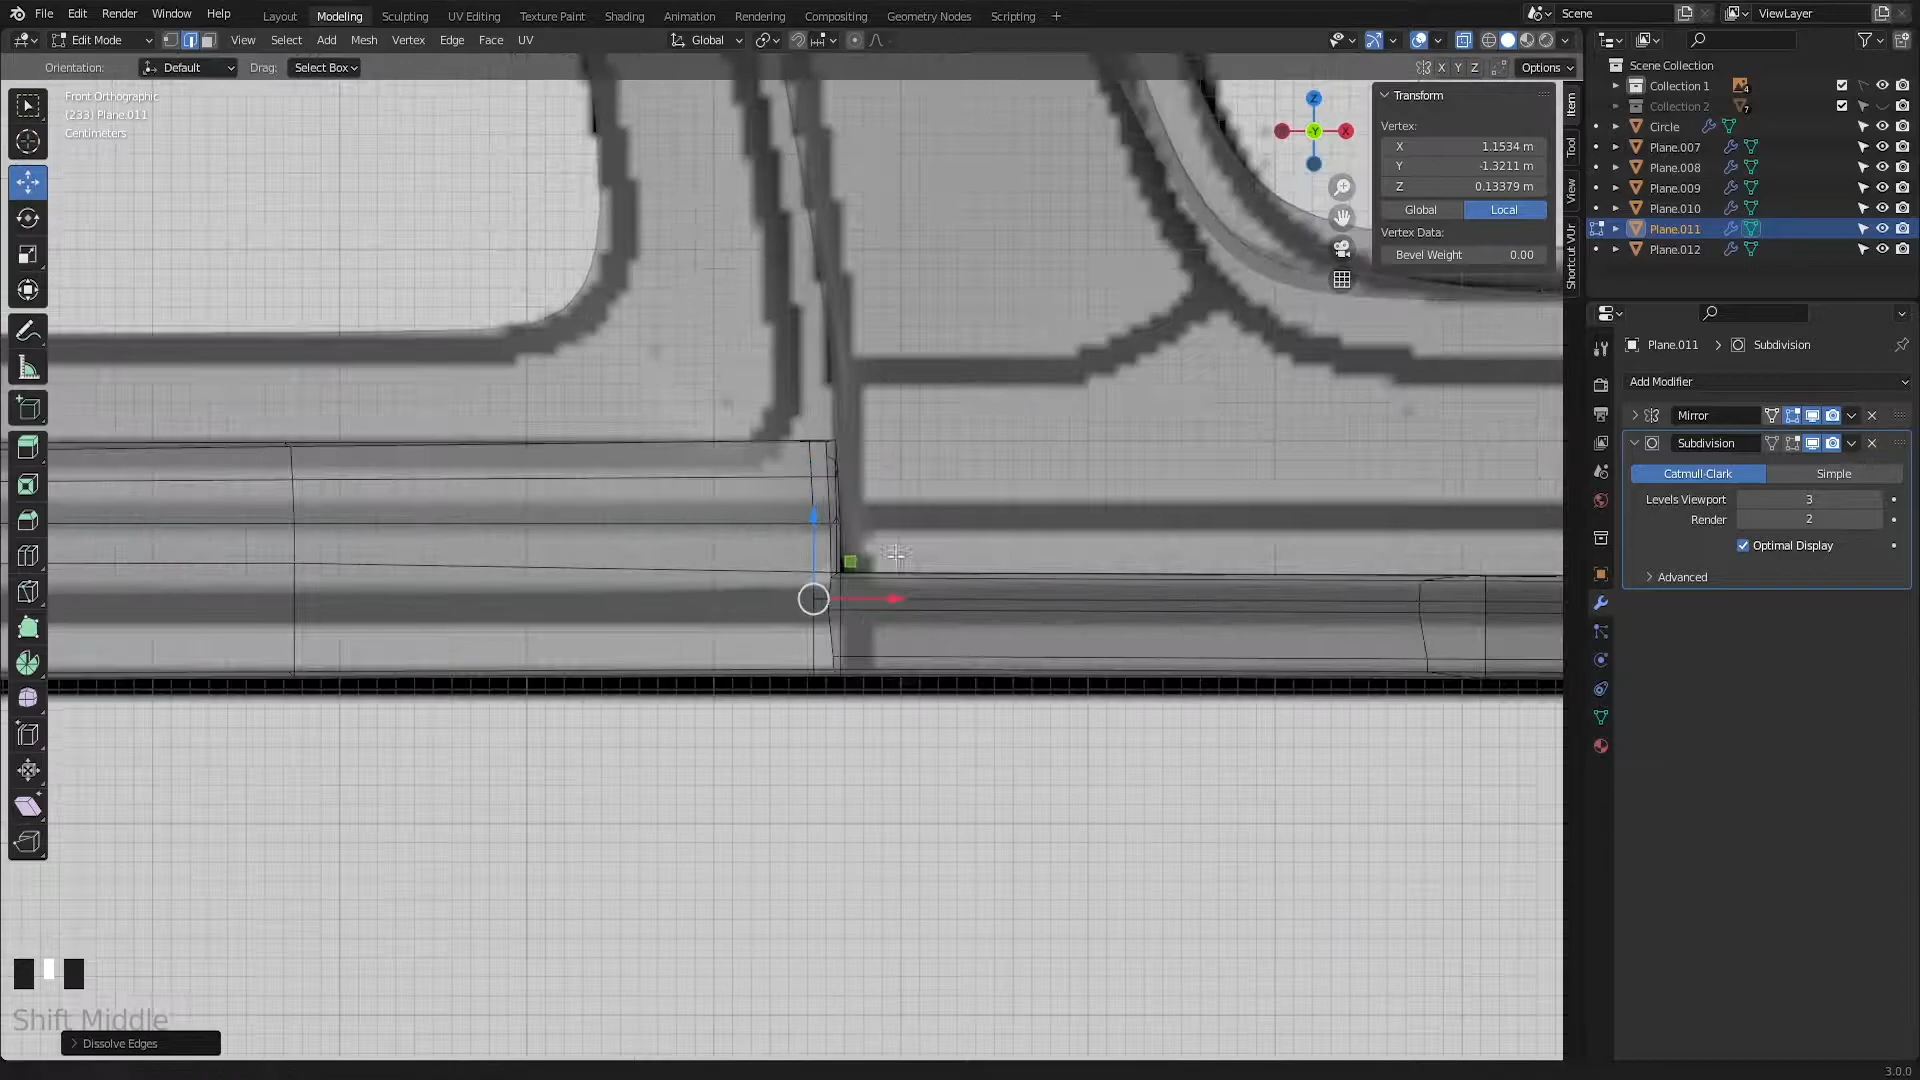 File Edit Render Window Help Layout Modeling Sculpting UV Editing Texture Paint Shading Animation Rendering Compositing Geometry Nodes Scripting + Scene ViewLayer
Edit Mode View Select Add Mesh Vertex Edge Face UV Global
Orientation: Default Drag: Select Box X Y Z Options
Front Orthographic
(233) Plane.011
Centimeters
Z
Y
X
Transform
Vertex:
X 1.1534 m
Y -1.3211 m
Z 0.13379 m
Global Local
Vertex Data:
Bevel Weight 0.00
Item
Tool
View
Shortcut VUr
Scene Collection
Collection 1 4
Collection 2 7
Circle
Plane.007
Plane.008
Plane.009
Plane.010
Plane.011
Plane.012
Plane.011 > Subdivision
Add Modifier
Mirror
Subdivision
Catmull-Clark Simple
Levels Viewport 3
Render 2
Optimal Display
Advanced
Shift Middle
Dissolve Edges
3.0.0